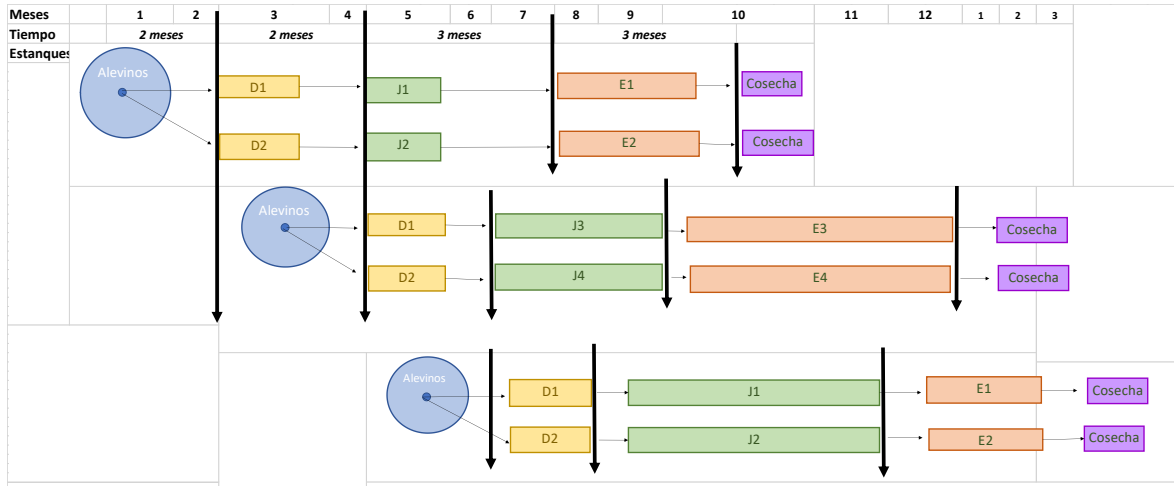 Meses 1 2 3 4 5 6 7 8 9 10 11 12 1 2 3
Tiempo 2 meses 2 meses 3 meses 3 meses
Estanques
Alevinos
D1 J1 E1 Cosecha
D2 J2 E2 Cosecha
Alevinos
D1 J3 E3 Cosecha
D2 J4 E4 Cosecha
Alevinos
D1 J1 E1 Cosecha
D2 J2 E2 Cosecha